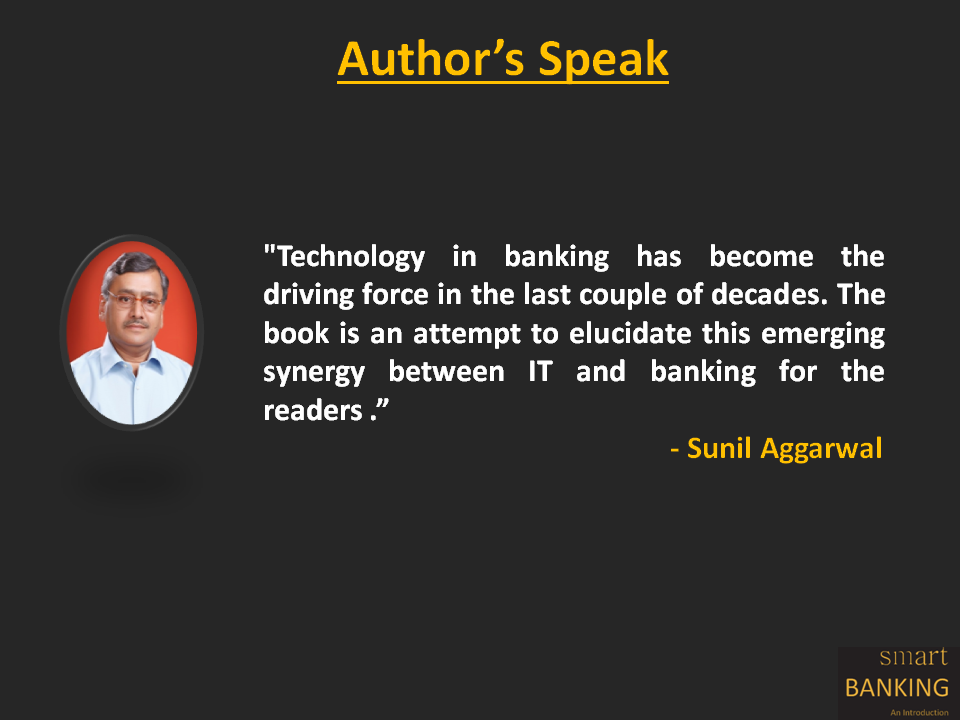 Author’s Speak
"Technology in banking has become the
driving force in the last couple of decades. The
book is an attempt to elucidate this emerging
synergy between IT and banking for the
readers .”
- Sunil Aggarwal
smart
BANKING
An Introduction